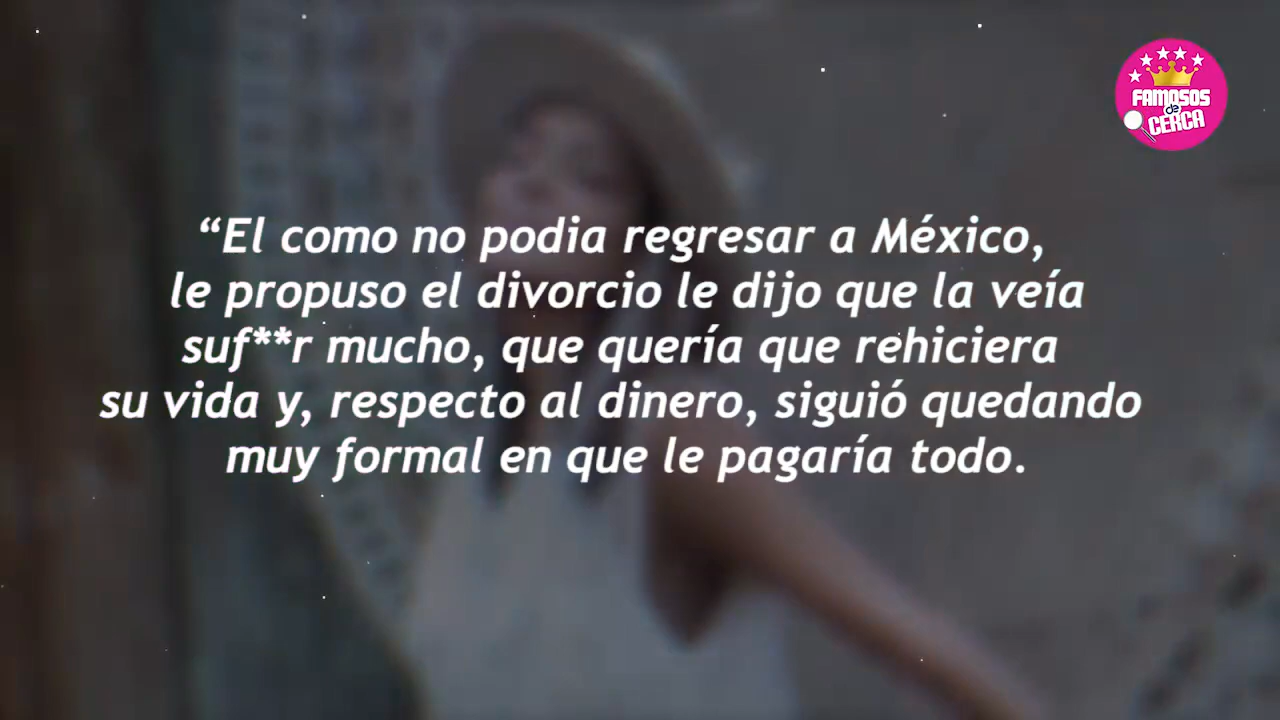 FAMOSOS
de
CERCA
“El como no podia regresar a México,
le propuso el divorcio le dijo que la veía
suf**r mucho, que quería que rehiciera
su vida y, respecto al dinero, siguió quedando
muy formal en que le pagaría todo.